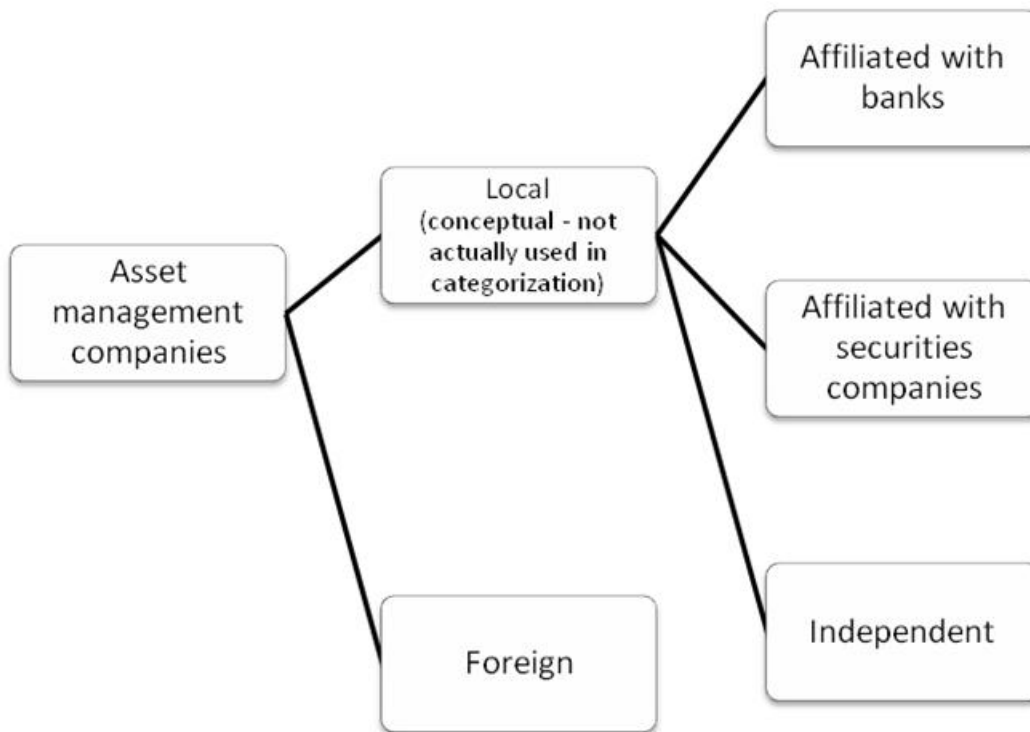 Asset
management
companies
Local
(conceptual - not
actually used in
categorization)
Foreign
Affiliated with
banks
Affiliated with
securities
companies
Independent